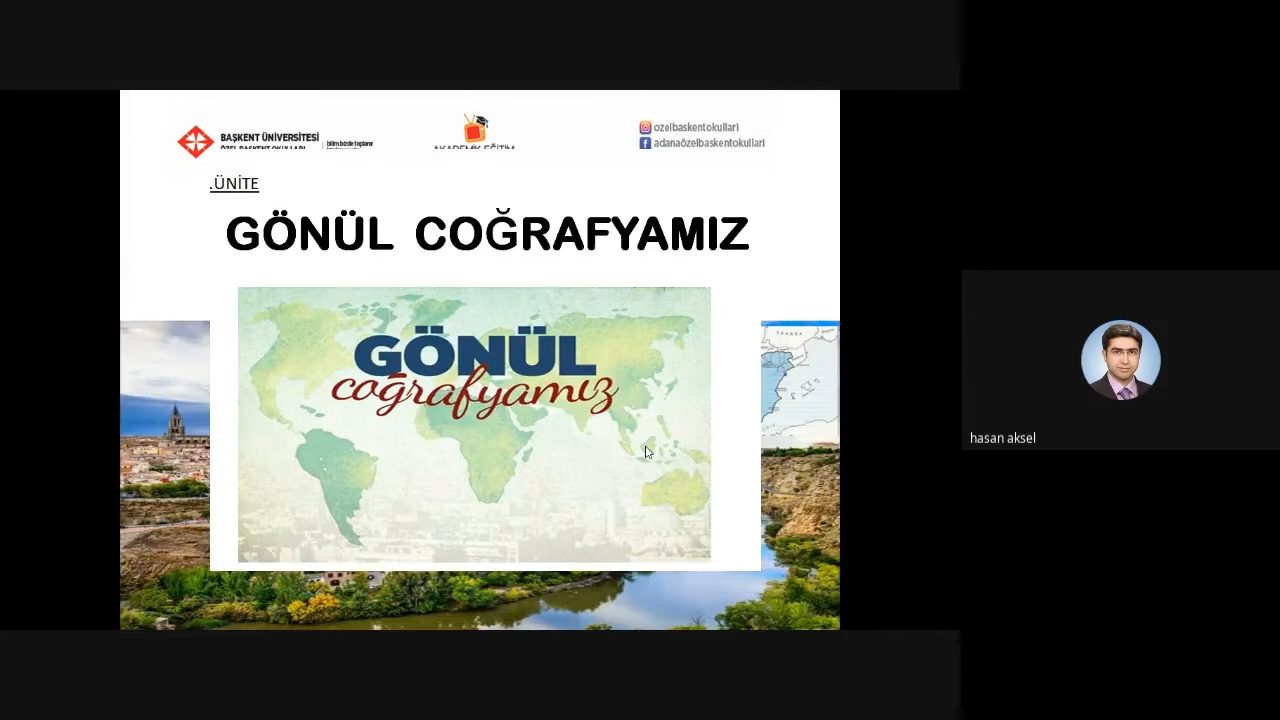 BAŞKENT ÜNİVERSİTESİ
ÖZEL BAŞKENT OKULLARI
bilim bizde toplanır
AKADEMİK EĞİTİM
ozelbaskentokullari
adanaözelbaskentokullari
.ÜNİTE
GÖNÜL COĞRAFYAMIZ
GÖNÜL
coğrafyamız
hasan aksel